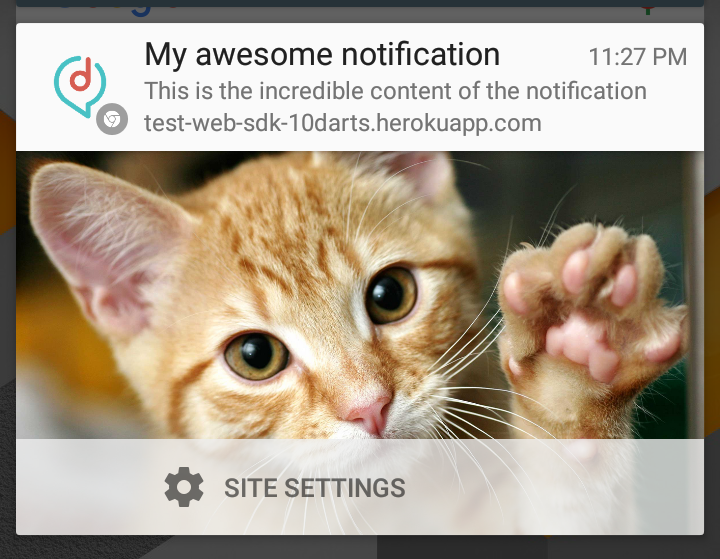 My awesome notification
11:27 PM
This is the incredible content of the notification
test-web-sdk-10darts.herokuapp.com
SITE SETTINGS